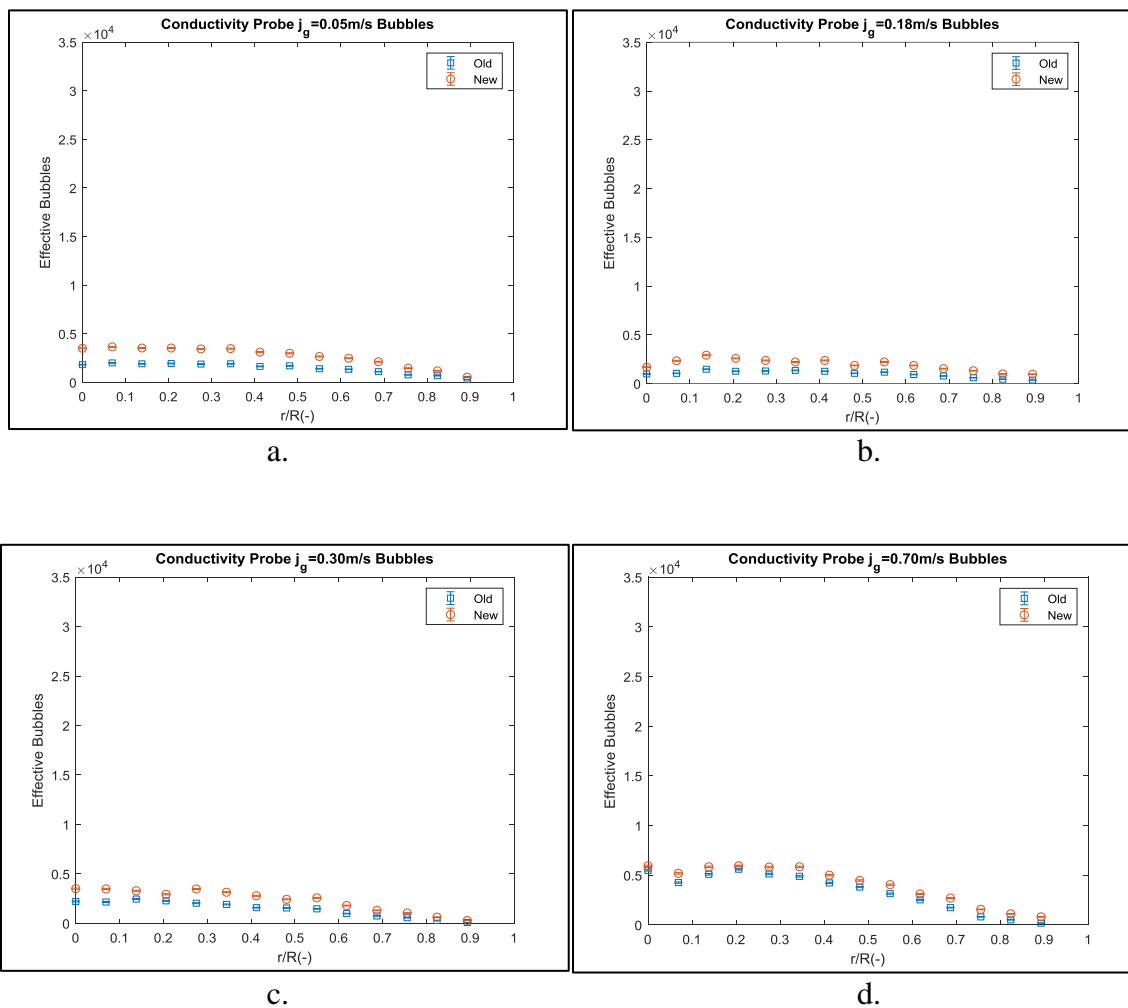 Conductivity Probe j_g=0.05m/s Bubbles
×10^4
3.5
3
2.5
2
1.5
1
0.5
0
Effective Bubbles
Old
New
0 0.1 0.2 0.3 0.4 0.5 0.6 0.7 0.8 0.9 1
r/R(-)
a.
Conductivity Probe j_g=0.18m/s Bubbles
×10^4
3.5
3
2.5
2
1.5
1
0.5
0
Effective Bubbles
Old
New
0 0.1 0.2 0.3 0.4 0.5 0.6 0.7 0.8 0.9 1
r/R(-)
b.
Conductivity Probe j_g=0.30m/s Bubbles
×10^4
3.5
3
2.5
2
1.5
1
0.5
0
Effective Bubbles
Old
New
0 0.1 0.2 0.3 0.4 0.5 0.6 0.7 0.8 0.9 1
r/R(-)
c.
Conductivity Probe j_g=0.70m/s Bubbles
×10^4
3.5
3
2.5
2
1.5
1
0.5
0
Effective Bubbles
Old
New
0 0.1 0.2 0.3 0.4 0.5 0.6 0.7 0.8 0.9 1
r/R(-)
d.